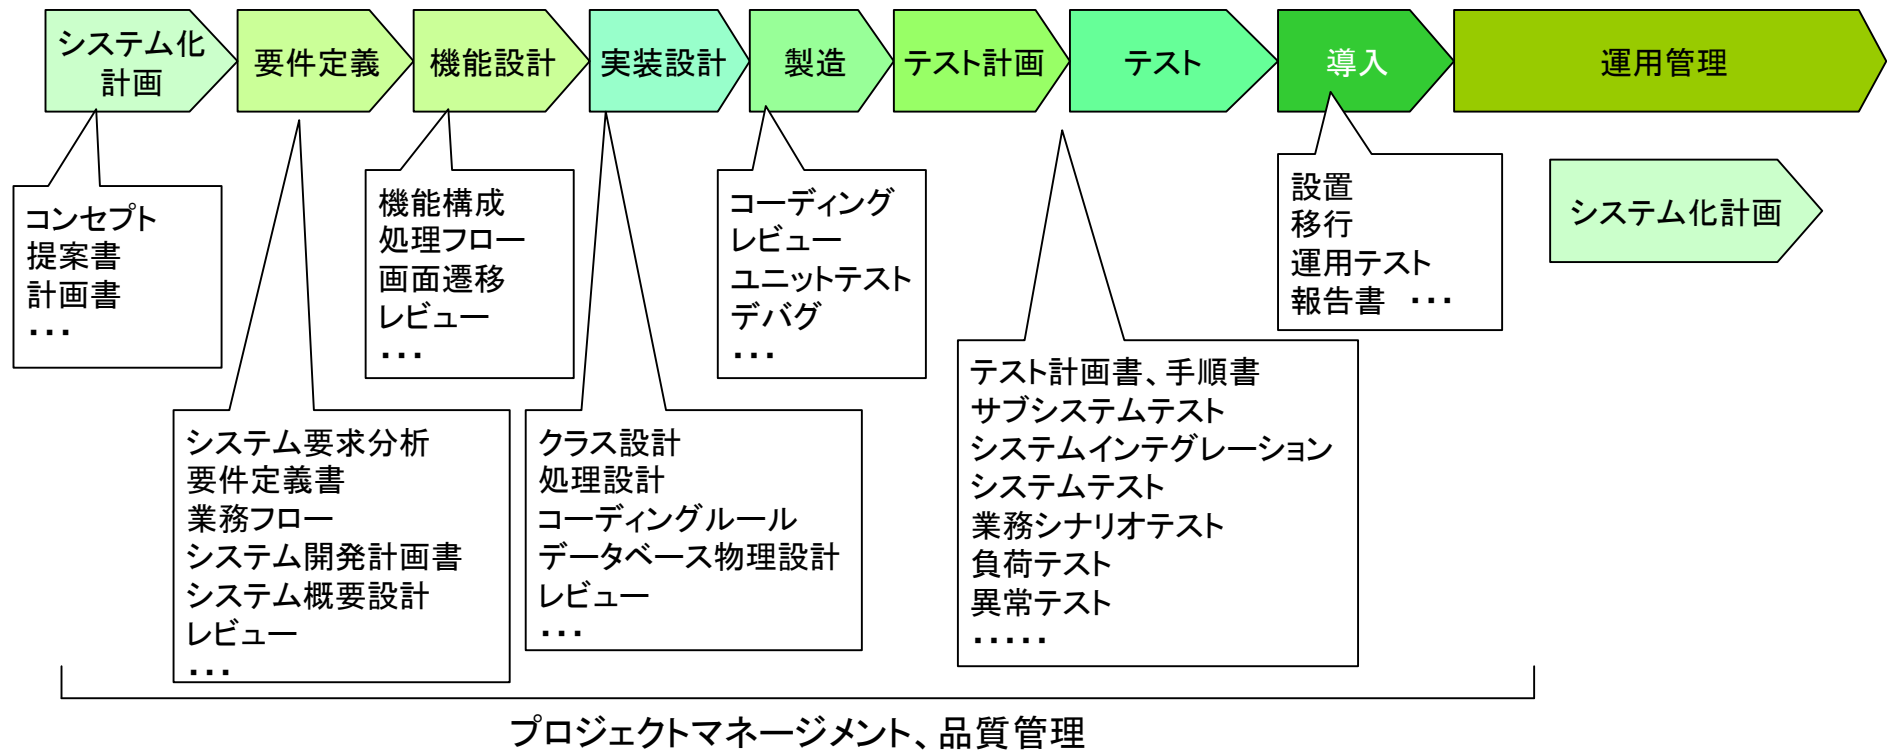 システム化
計画
要件定義
機能設計
実装設計
製造
テスト計画
テスト
導入
運用管理
コンセプト
提案書
計画書
・・・
システム要求分析
要件定義書
業務フロー
システム開発計画書
システム概要設計
レビュー
・・・
機能構成
処理フロー
画面遷移
レビュー
・・・
クラス設計
処理設計
コーディングルール
データベース物理設計
レビュー
・・・
コーディング
レビュー
ユニットテスト
デバグ
・・・
テスト計画書、手順書
サブシステムテスト
システムインテグレーション
システムテスト
業務シナリオテスト
負荷テスト
異常テスト
・・・・・
設置
移行
運用テスト
報告書　・・・
システム化計画
プロジェクトマネージメント、品質管理